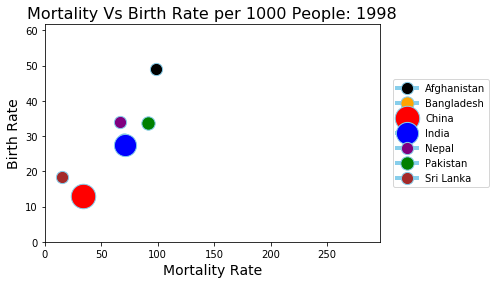 Mortality Vs Birth Rate per 1000 People: 1998
60
50
40
30
20
10
0
Birth Rate
0 50 100 150 200 250
Mortality Rate
Afghanistan
Bangladesh
China
India
Nepal
Pakistan
Sri Lanka